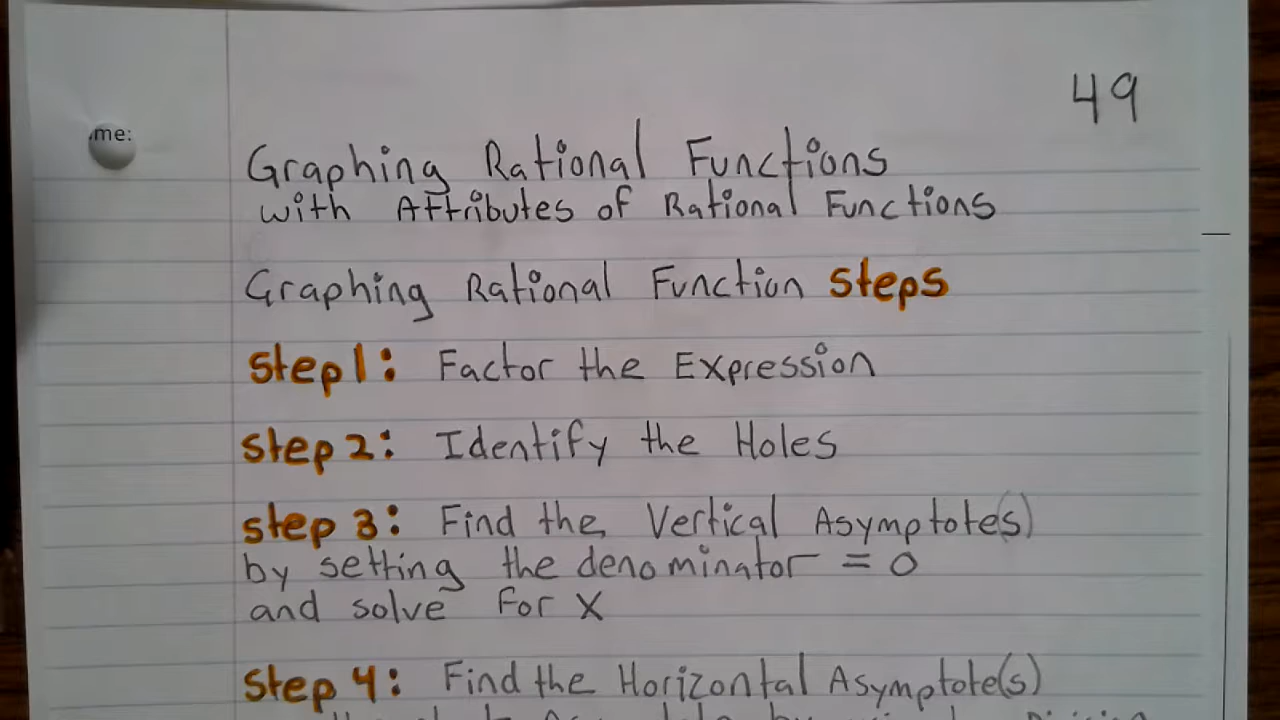 49
me:
Graphing Rational Functions
with Attributes of Rational Functions
Graphing Rational Function Steps
Step 1: Factor the Expression
Step 2: Identify the Holes
Step 3: Find the Vertical Asymptote(s)
by setting the denominator = 0
and solve for X
Step 4: Find the Horizontal Asymptote(s)